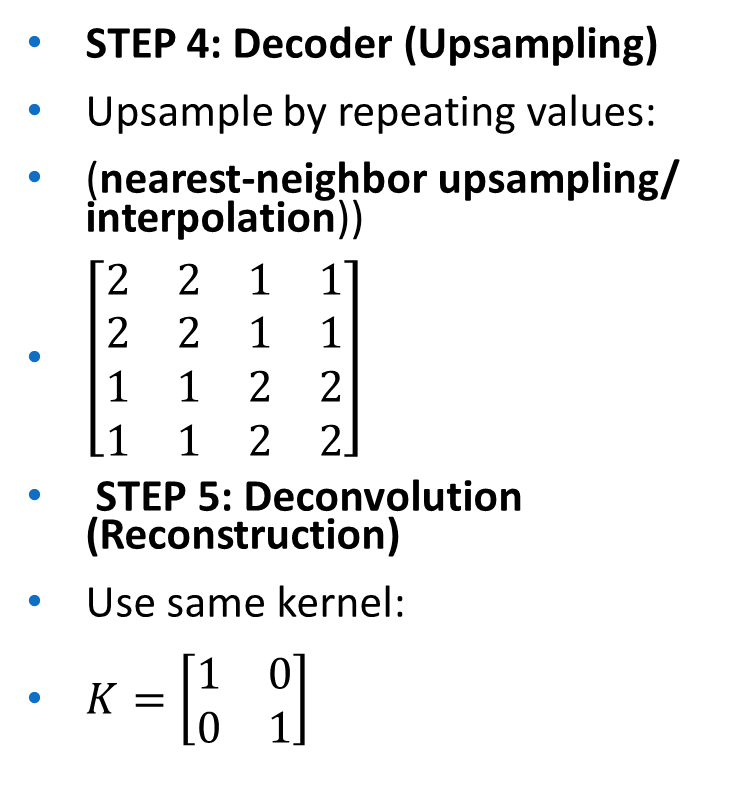 • STEP 4: Decoder (Upsampling)
• Upsample by repeating values:
• (nearest-neighbor upsampling/
interpolation))
• [2 2 1 1]
[2 2 1 1]
[1 1 2 2]
[1 1 2 2]
• STEP 5: Deconvolution
(Reconstruction)
• Use same kernel:
• K = [1 0]
[0 1]